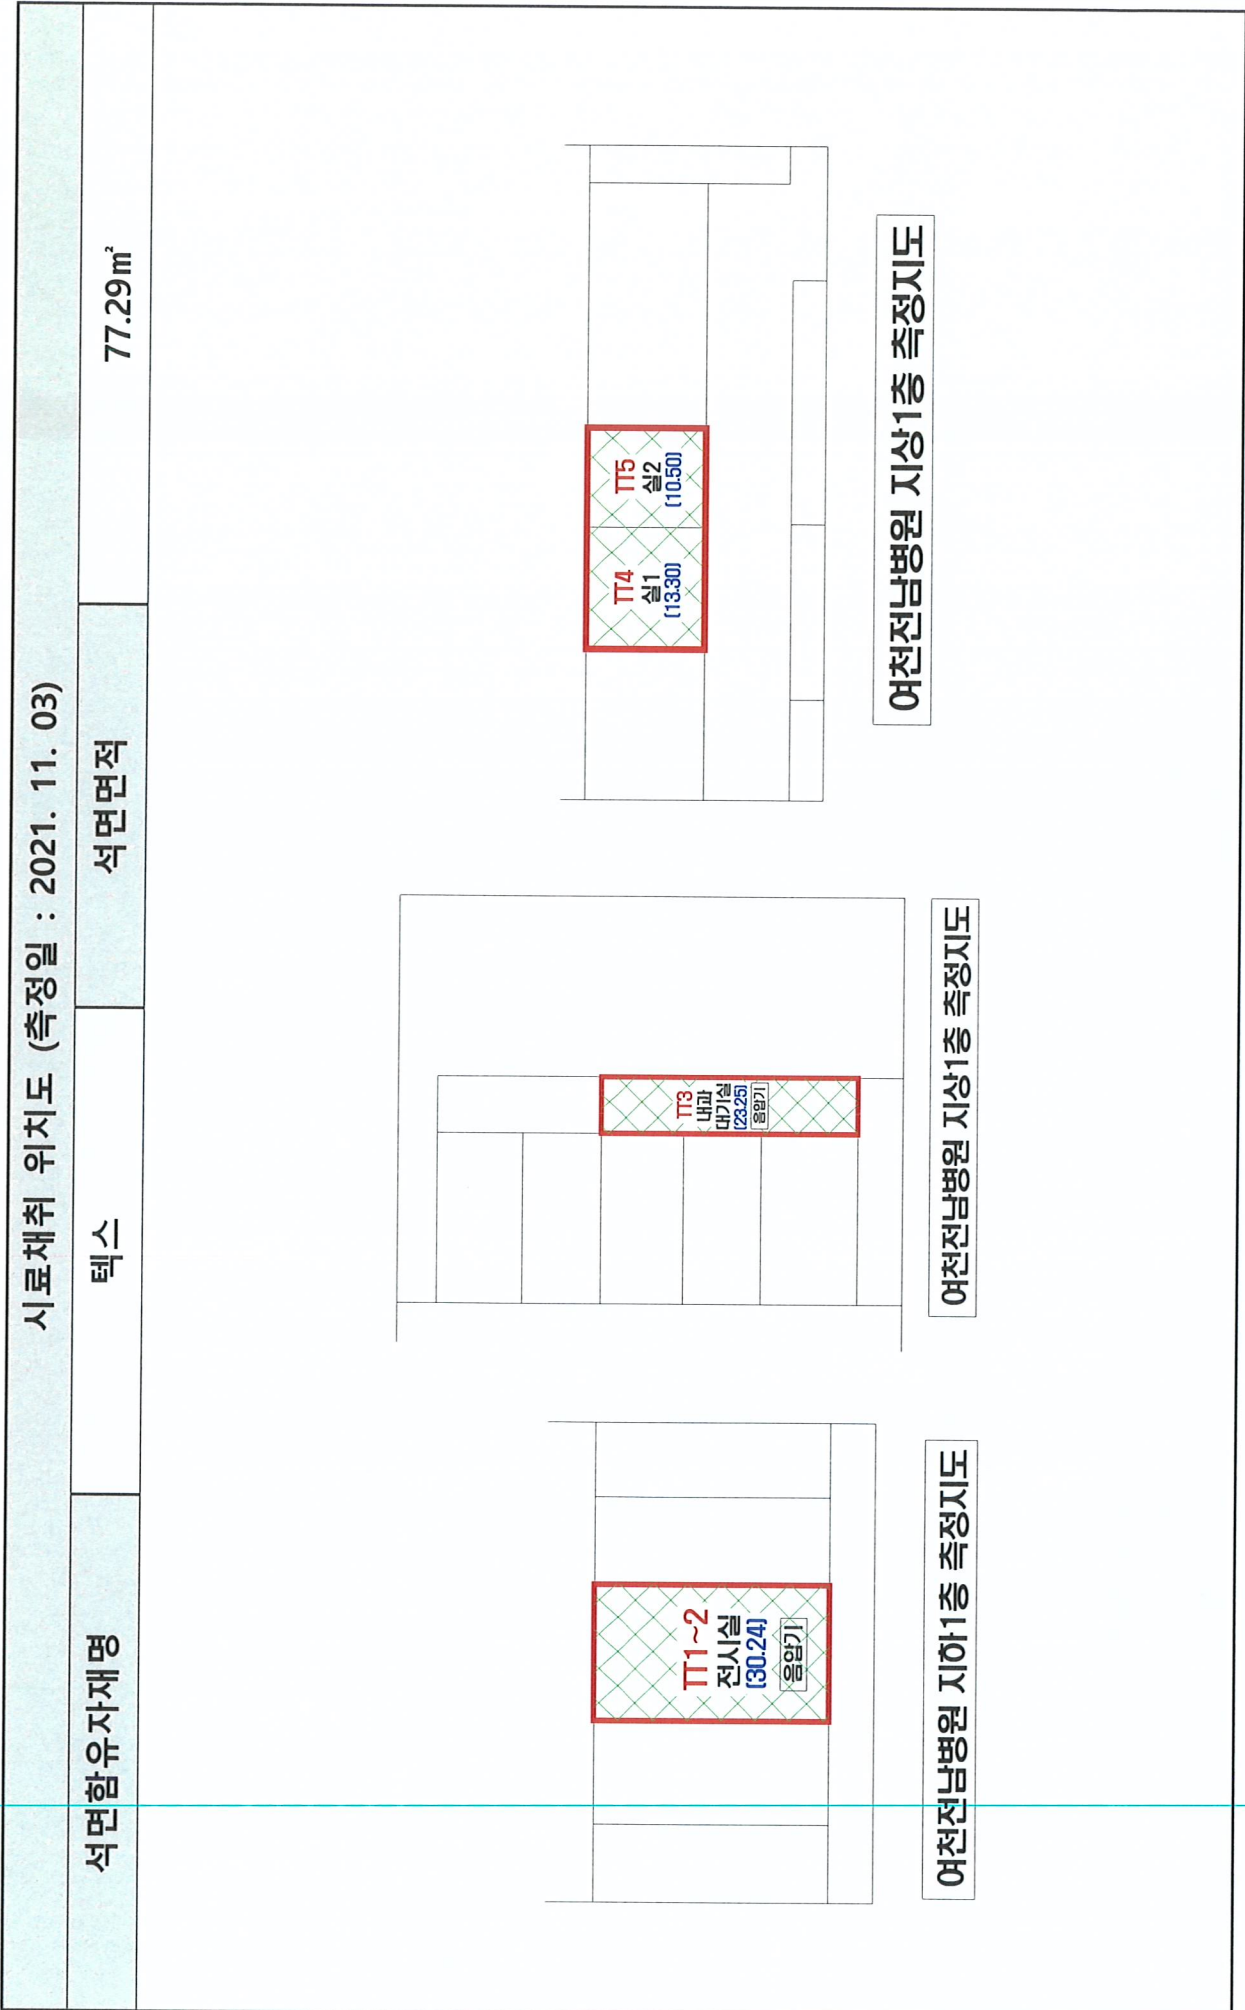 시료채취 위치도 (측정일 : 2021. 11. 03)
석면함유자재명
텍스
석면면적
77.29㎡
TT1~2
전시실
[30.24]
음압기
여천전남병원 지하1층 측정지도
TT3
내과
대기실
[23.25]
음압기
여천전남병원 지상1층 측정지도
TT4
실1
[13.30]
TT5
실2
[10.50]
여천전남병원 지상1층 측정지도